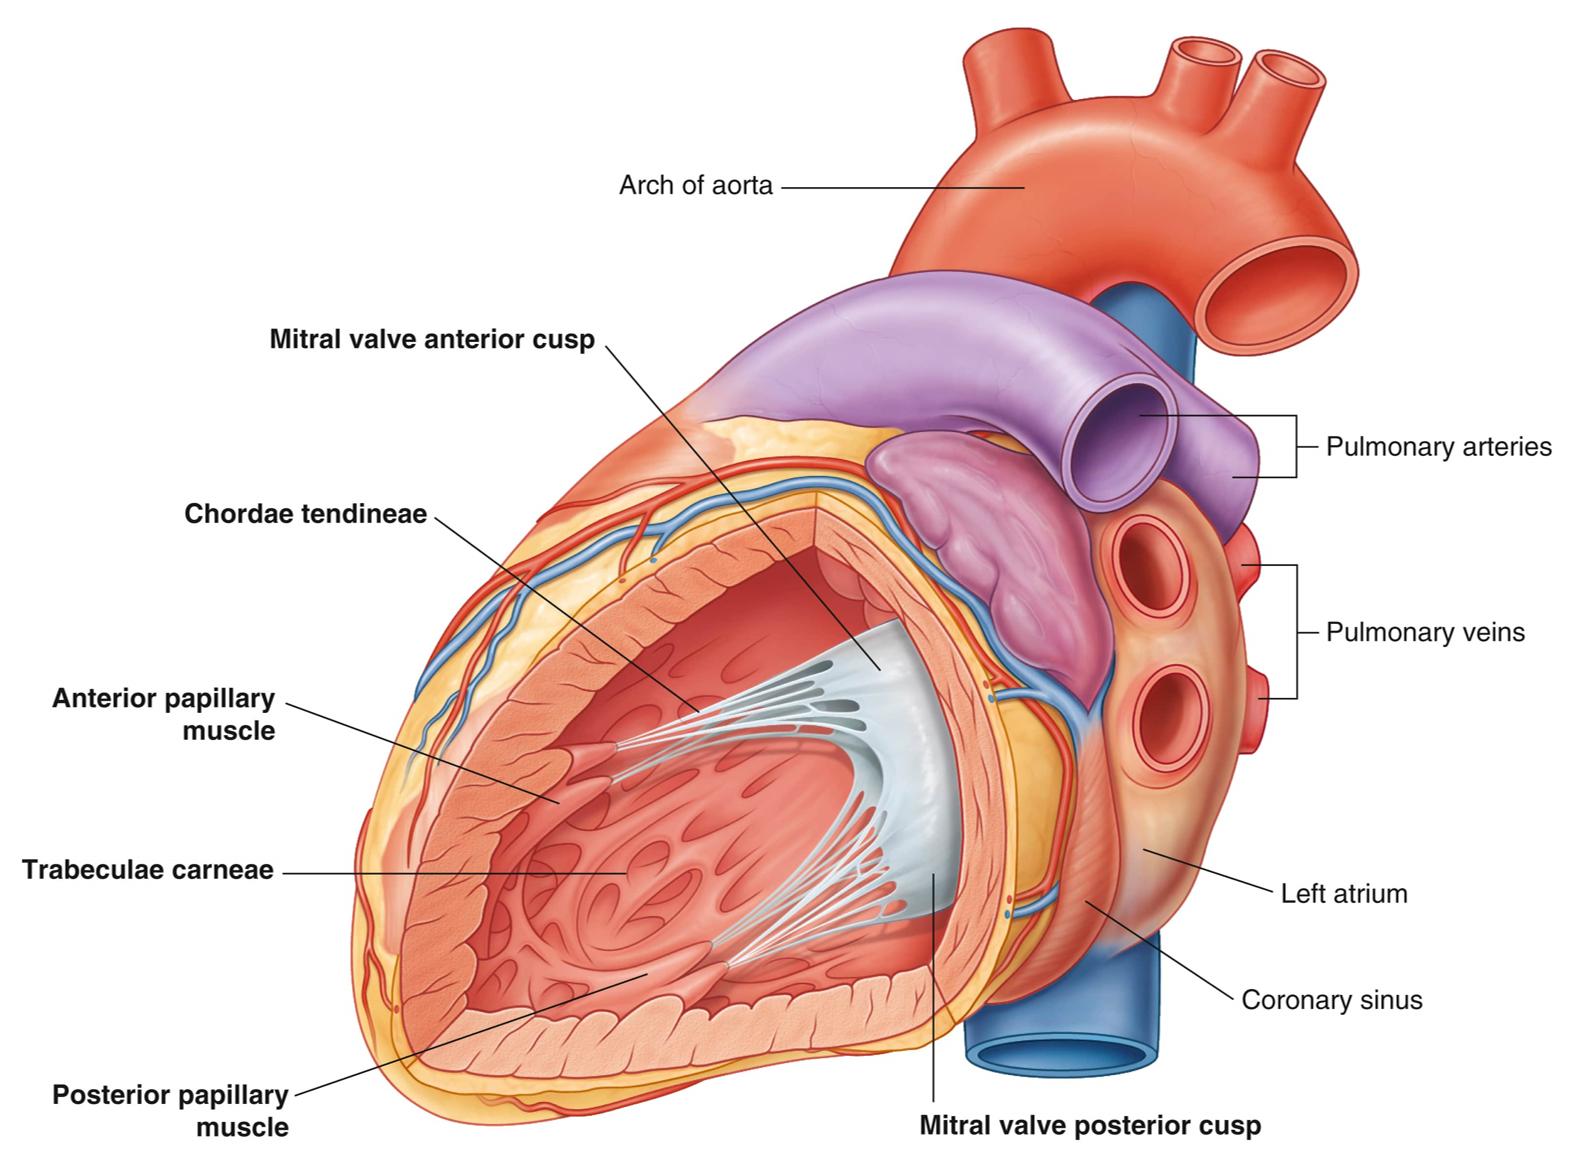 Arch of aorta
Mitral valve anterior cusp
Pulmonary arteries
Chordae tendineae
Pulmonary veins
Anterior papillary
muscle
Trabeculae carneae
Left atrium
Coronary sinus
Posterior papillary
muscle
Mitral valve posterior cusp